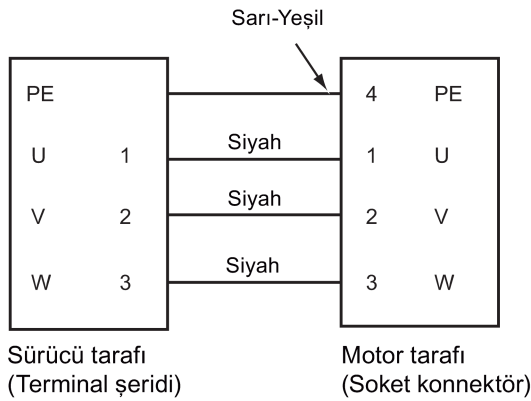 Sarı-Yeşil
PE 4 PE
U 1 Siyah 1 U
V 2 Siyah 2 V
W 3 Siyah 3 W
Sürücü tarafı
(Terminal şeridi)
Motor tarafı
(Soket konnektör)